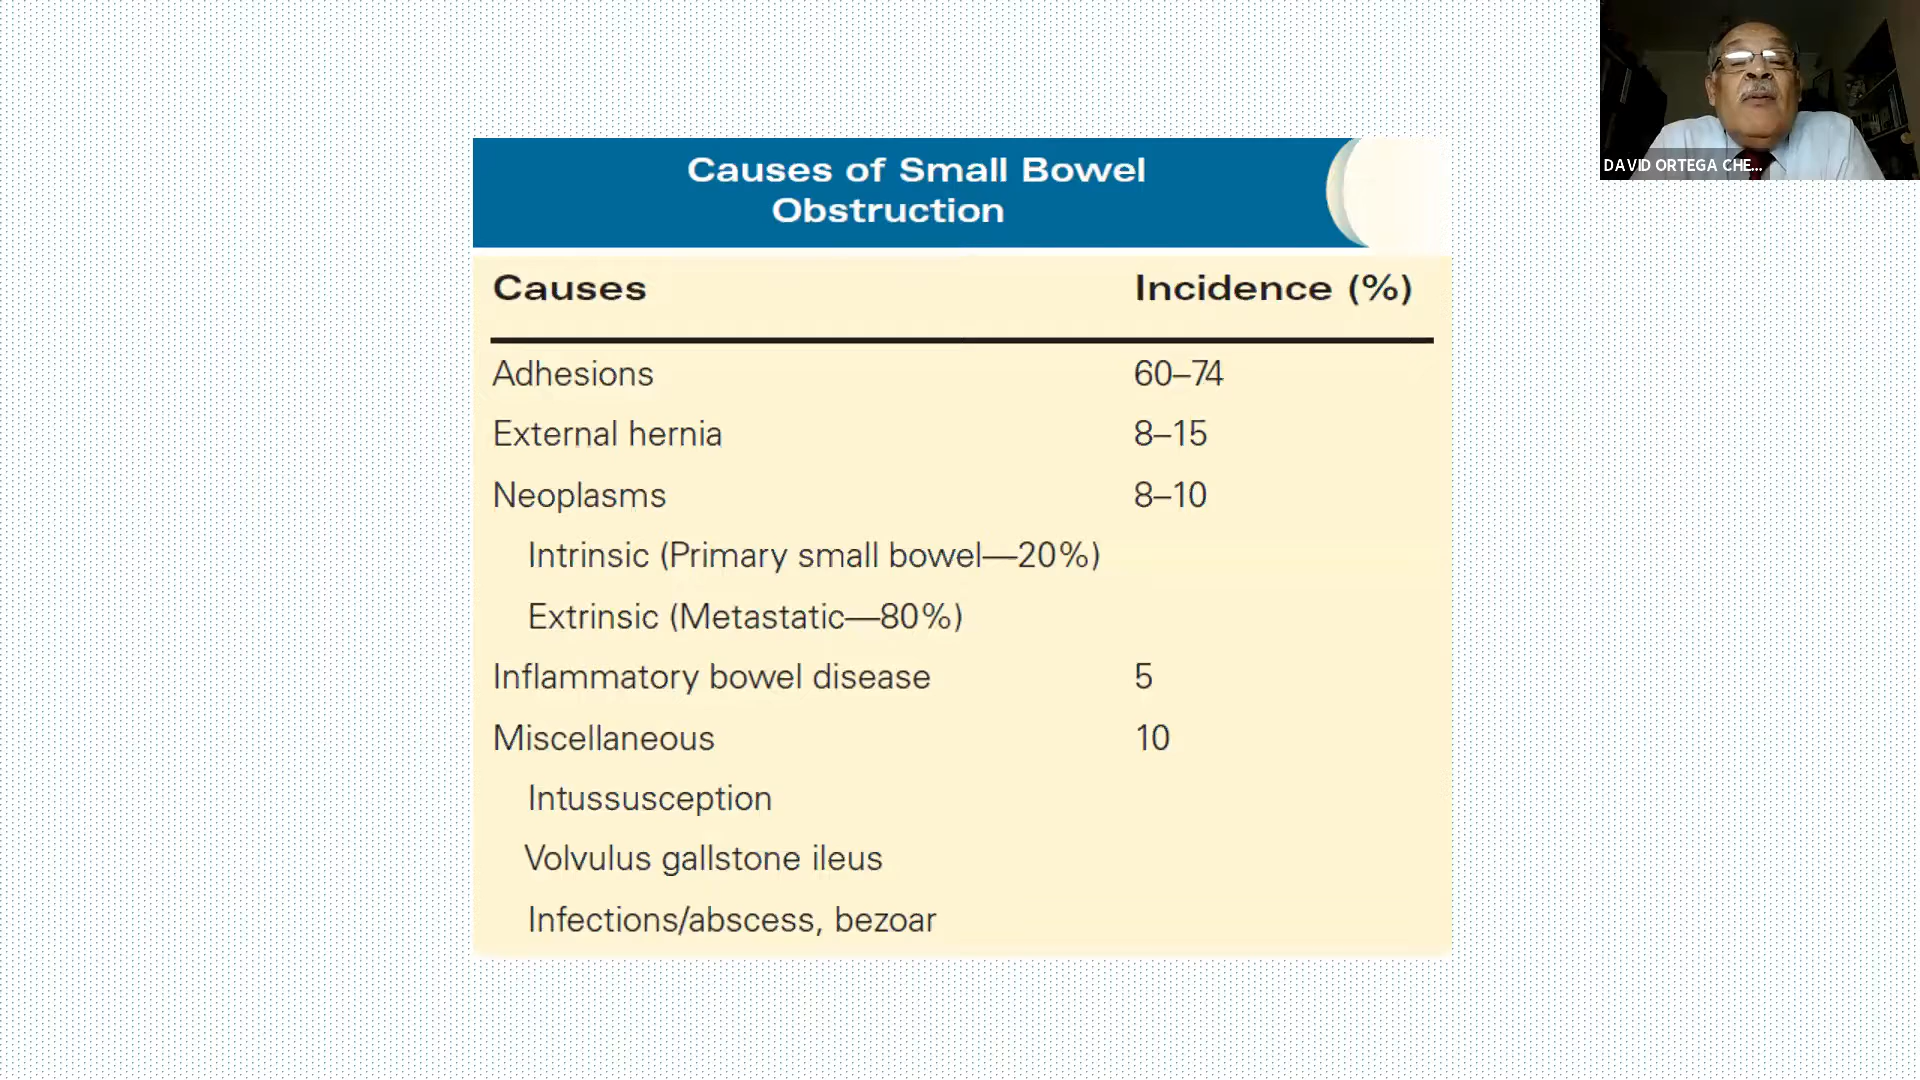 Causes of Small Bowel
Obstruction
Causes Incidence (%)
Adhesions 60–74
External hernia 8–15
Neoplasms 8–10
Intrinsic (Primary small bowel—20%)
Extrinsic (Metastatic—80%)
Inflammatory bowel disease 5
Miscellaneous 10
Intussusception
Volvulus gallstone ileus
Infections/abscess, bezoar
DAVID ORTEGA CHE...